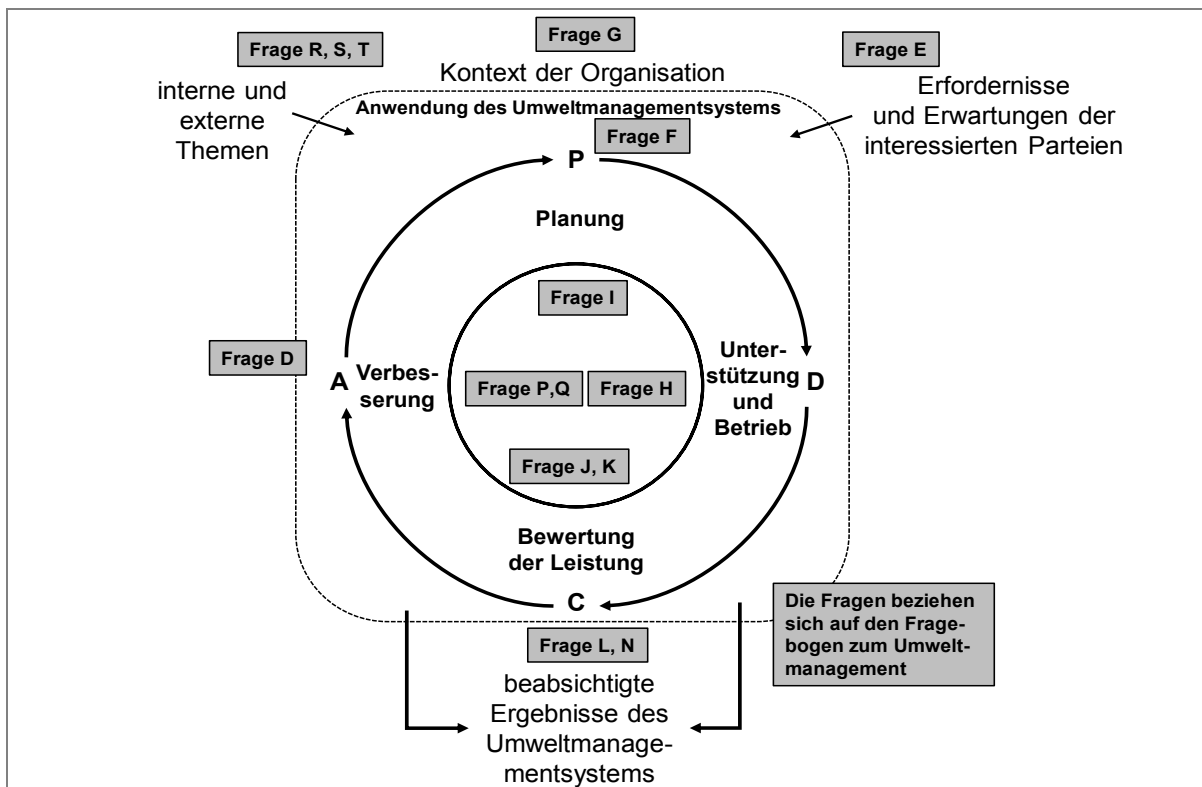 Frage R, S, T
Frage G
Frage E
interne und
externe
Themen
Kontext der Organisation
Erfordernisse
und Erwartungen der
interessierten Parteien
Anwendung des Umweltmanagementsystems
Frage F
P
Planung
Frage I
Frage D
A
Verbes-
serung
Frage P,Q
Frage H
Unter-
stützung
und
Betrieb
D
Frage J, K
Bewertung
der Leistung
C
Frage L, N
Die Fragen beziehen
sich auf den Frage-
bogen zum Umwelt-
management
beabsichtigte
Ergebnisse des
Umweltmanage-
mentsystems